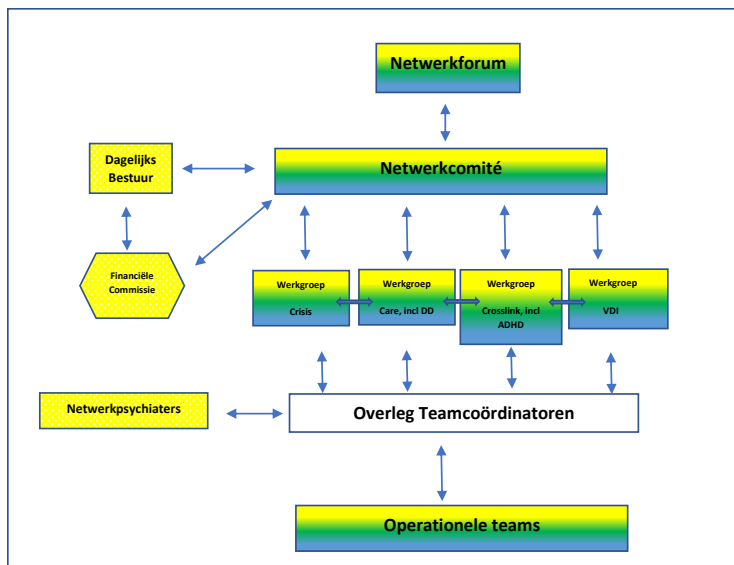 Netwerkforum
Dagelijks
Bestuur
Netwerkcomité
Financiële
Commissie
Werkgroep
Crisis
Werkgroep
Care, incl DD
Werkgroep
Crosslink, incl
ADHD
Werkgroep
VDI
Netwerkpsychiaters
Overleg Teamcoördinatoren
Operationele teams